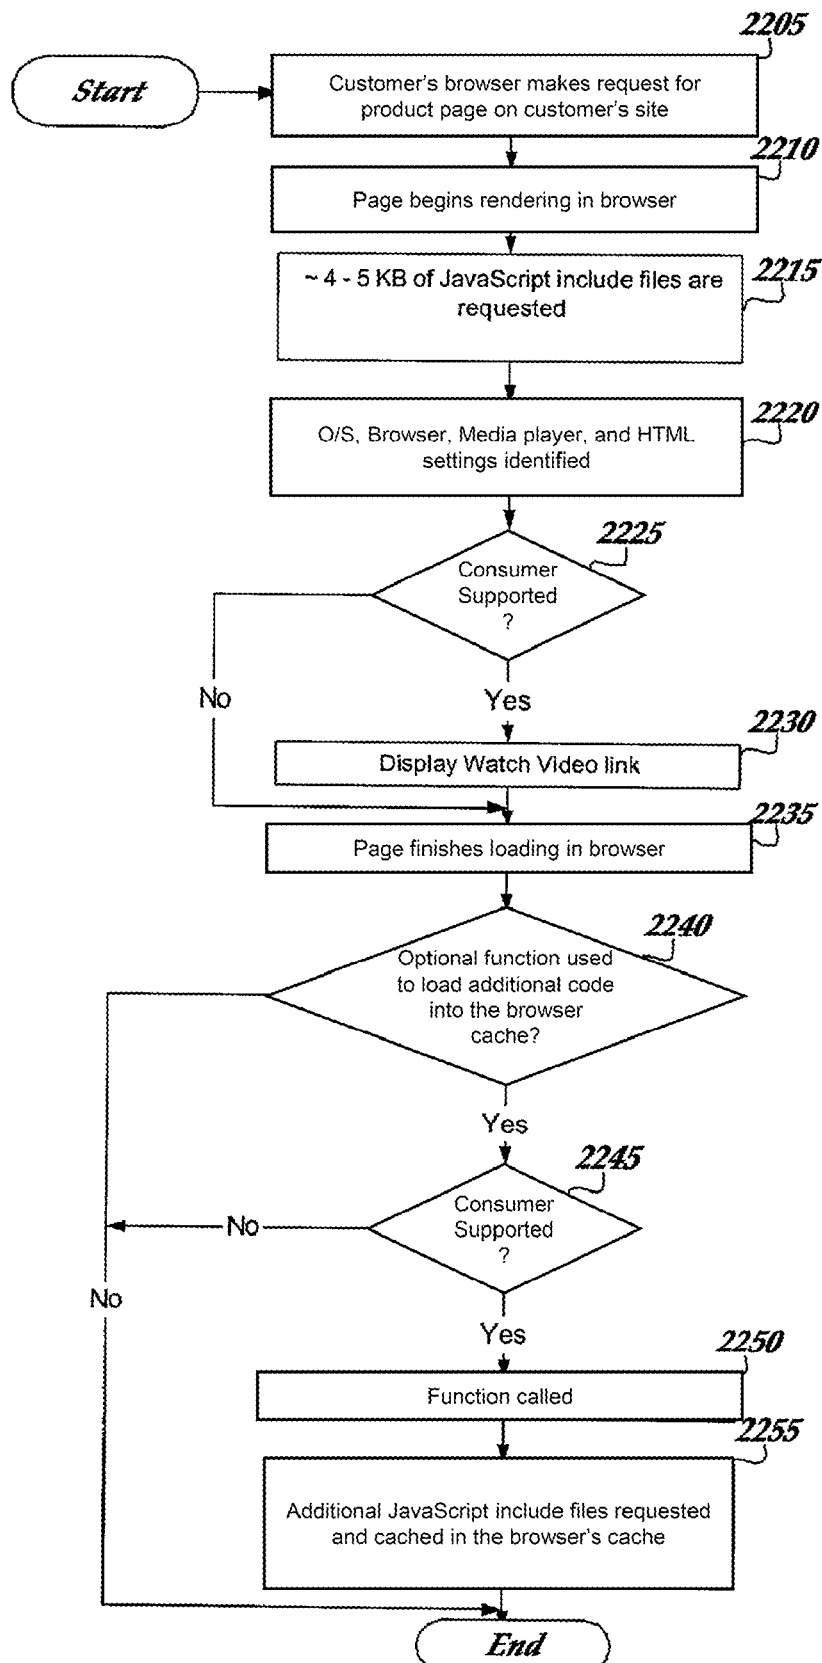 2205
Start
Customer's browser makes request for
product page on customer's site
2210
Page begins rendering in browser
2215
~ 4 - 5 KB of JavaScript include files are
requested
2220
O/S, Browser, Media player, and HTML
settings identified
2225
Consumer
Supported
?
No
Yes
2230
Display Watch Video link
2235
Page finishes loading in browser
2240
Optional function used
to load additional code
into the browser
cache?
Yes
2245
Consumer
Supported
?
No
No
Yes
2250
Function called
2255
Additional JavaScript include files requested
and cached in the browser's cache
End